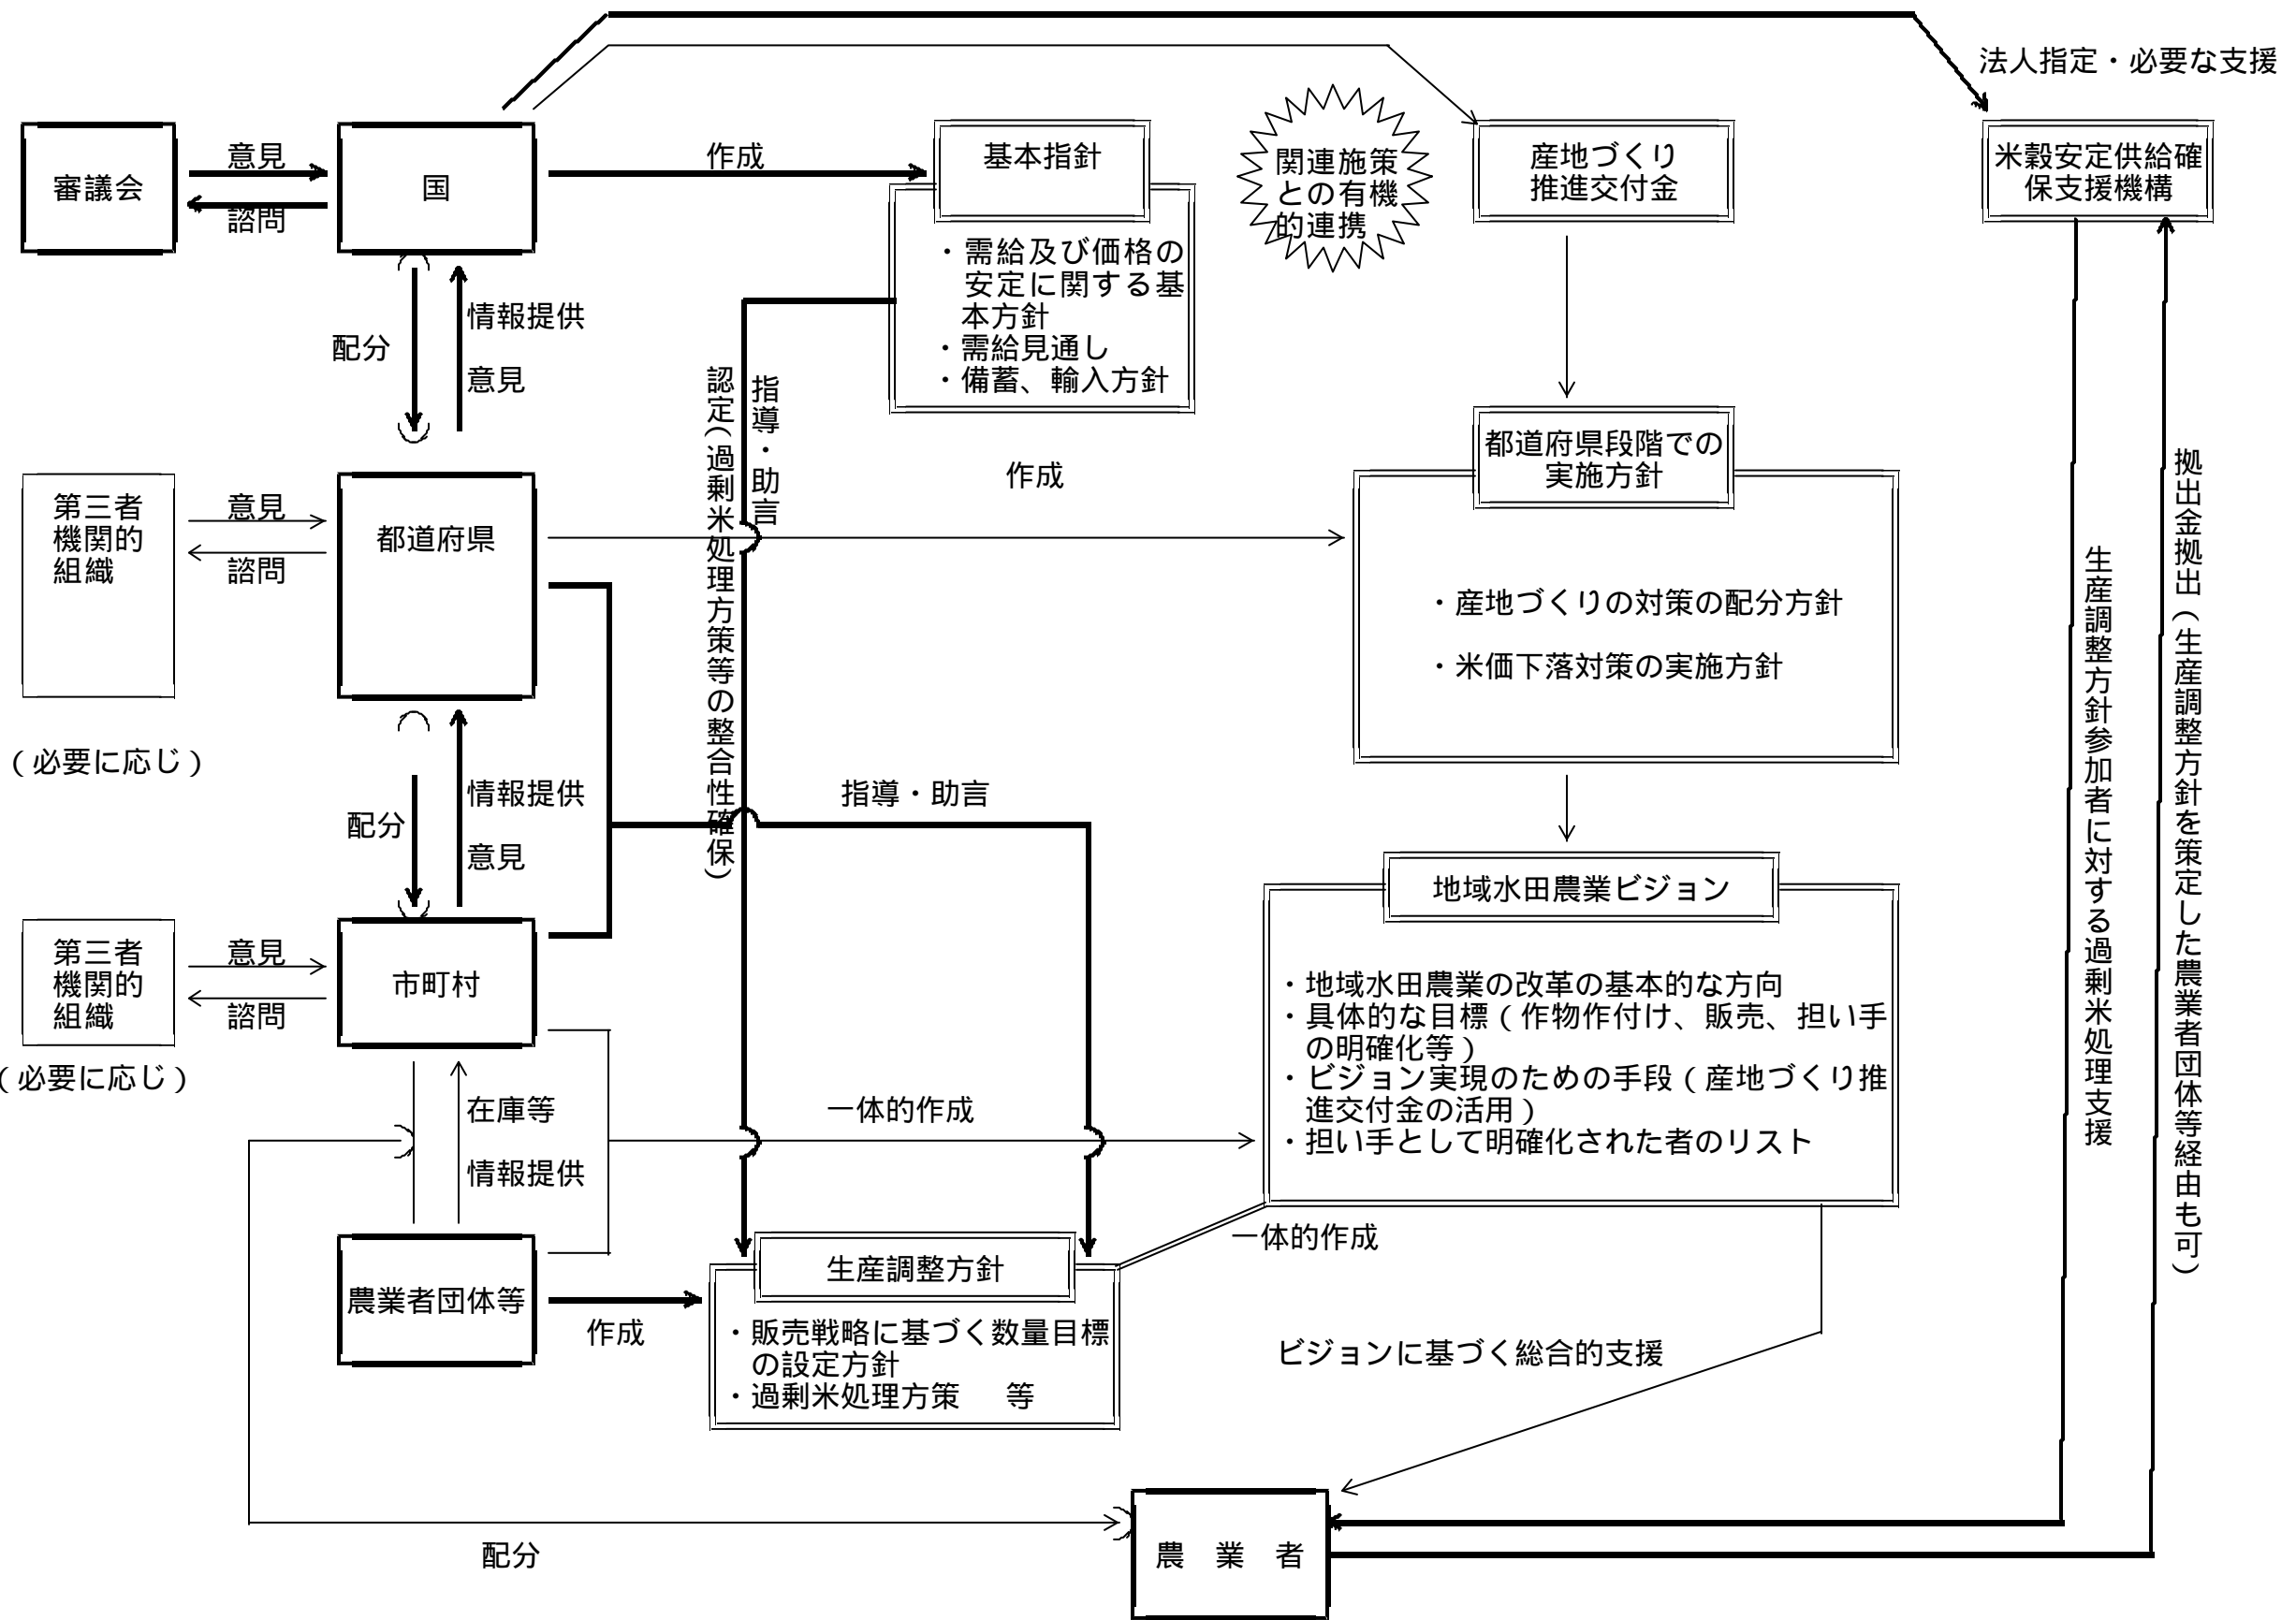 法人指定・必要な支援
審議会
意見
諮問
国
作成
基本指針
・需給及び価格の
安定に関する基
本方針
・需給見通し
・備蓄、輸入方針
関連施策
との有機
的連携
産地づくり
推進交付金
米穀安定供給確
保支援機構
配分
情報提供
意見
認定(過剰米処理方策等の整合性確保)
指導・助言
第三者
機関的
組織
意見
諮問
(必要に応じ)
都道府県
作成
都道府県段階での
実施方針
・産地づくりの対策の配分方針
・米価下落対策の実施方針
配分
情報提供
意見
指導・助言
第三者
機関的
組織
意見
諮問
(必要に応じ)
市町村
地域水田農業ビジョン
・地域水田農業の改革の基本的な方向
・具体的な目標(作物作付け、販売、担い手
の明確化等)
・ビジョン実現のための手段(産地づくり推
進交付金の活用)
・担い手として明確化された者のリスト
在庫等
情報提供
一体的作成
一体的作成
農業者団体等
作成
生産調整方針
・販売戦略に基づく数量目標
の設定方針
・過剰米処理方策 等
ビジョンに基づく総合的支援
配分
農 業 者
生産調整方針参加者に対する過剰米処理支援
拠出金拠出(生産調整方針を策定した農業者団体等経由も可)